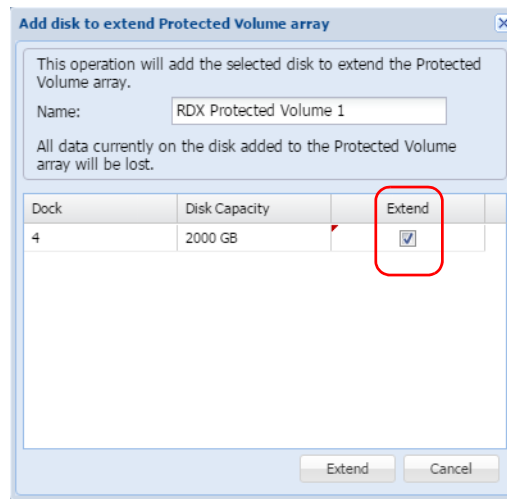 Add disk to extend Protected Volume array
This operation will add the selected disk to extend the Protected
Volume array.
Name: RDX Protected Volume 1
All data currently on the disk added to the Protected Volume
array will be lost.
Dock Disk Capacity Extend
4 2000 GB
Extend Cancel